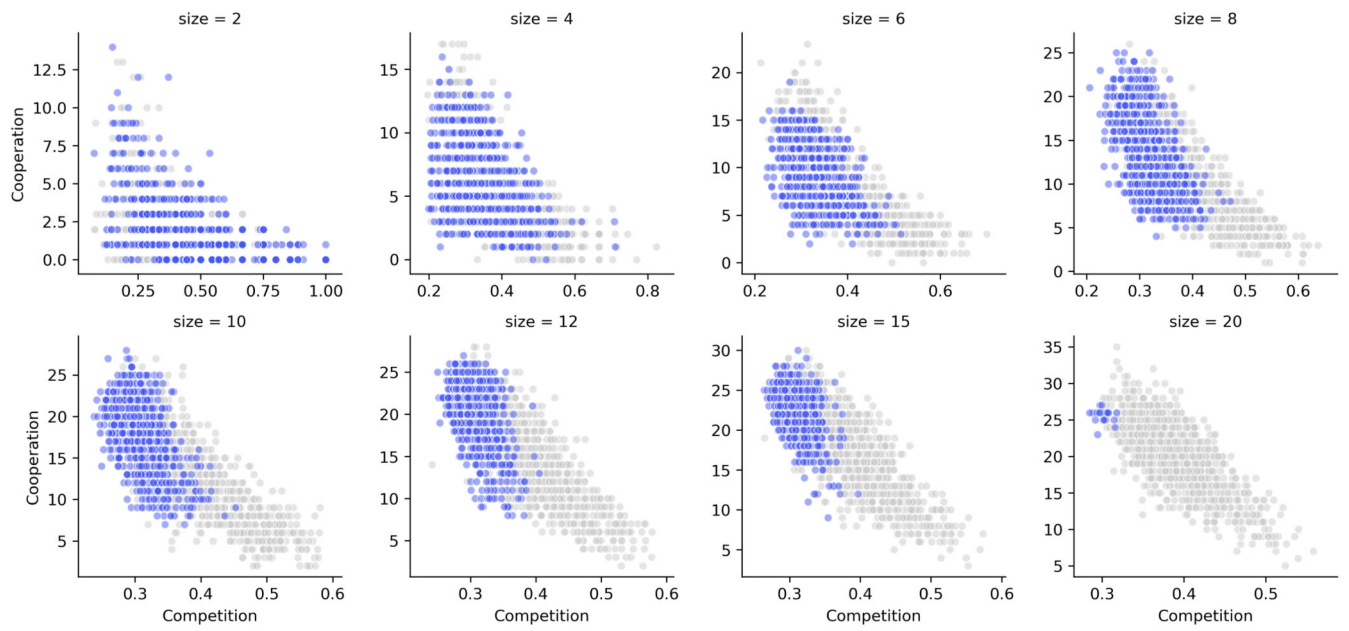 size = 2
size = 4
size = 6
size = 8
Cooperation
12.5
10.0
7.5
5.0
2.5
0.0
15
10
5
0
20
15
10
5
0
25
20
15
10
5
0
0.25 0.50 0.75 1.00
0.2 0.4 0.6 0.8
0.2 0.4 0.6
0.2 0.3 0.4 0.5 0.6
size = 10
size = 12
size = 15
size = 20
Cooperation
25
20
15
10
5
25
20
15
10
5
30
25
20
15
10
5
35
30
25
20
15
10
5
0.3 0.4 0.5 0.6
0.3 0.4 0.5 0.6
0.3 0.4 0.5 0.6
0.3 0.4 0.5
Competition
Competition
Competition
Competition